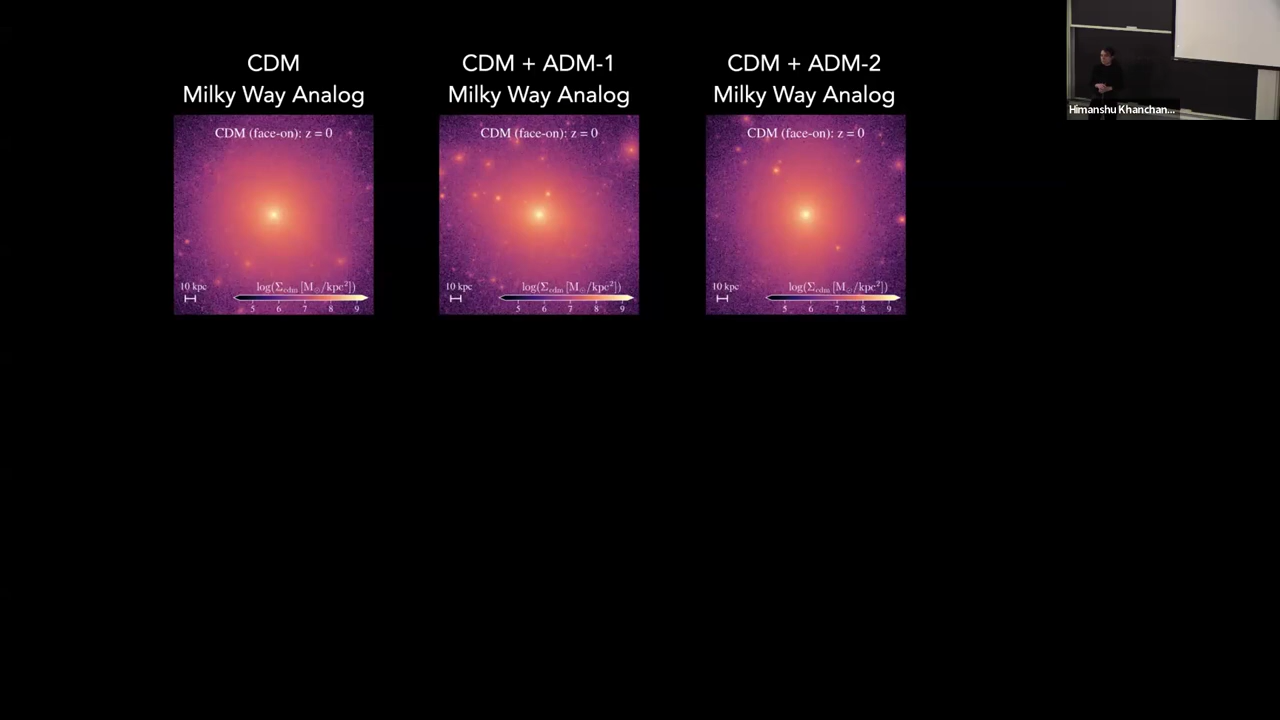 CDM
Milky Way Analog
CDM (face-on): z = 0
10 kpc
log(Σcdm [M⊙/kpc²])
5 6 7 8 9
CDM + ADM-1
Milky Way Analog
CDM (face-on): z = 0
10 kpc
log(Σcdm [M⊙/kpc²])
5 6 7 8 9
CDM + ADM-2
Milky Way Analog
CDM (face-on): z = 0
10 kpc
log(Σcdm [M⊙/kpc²])
5 6 7 8 9
Himanshu Khanchan...